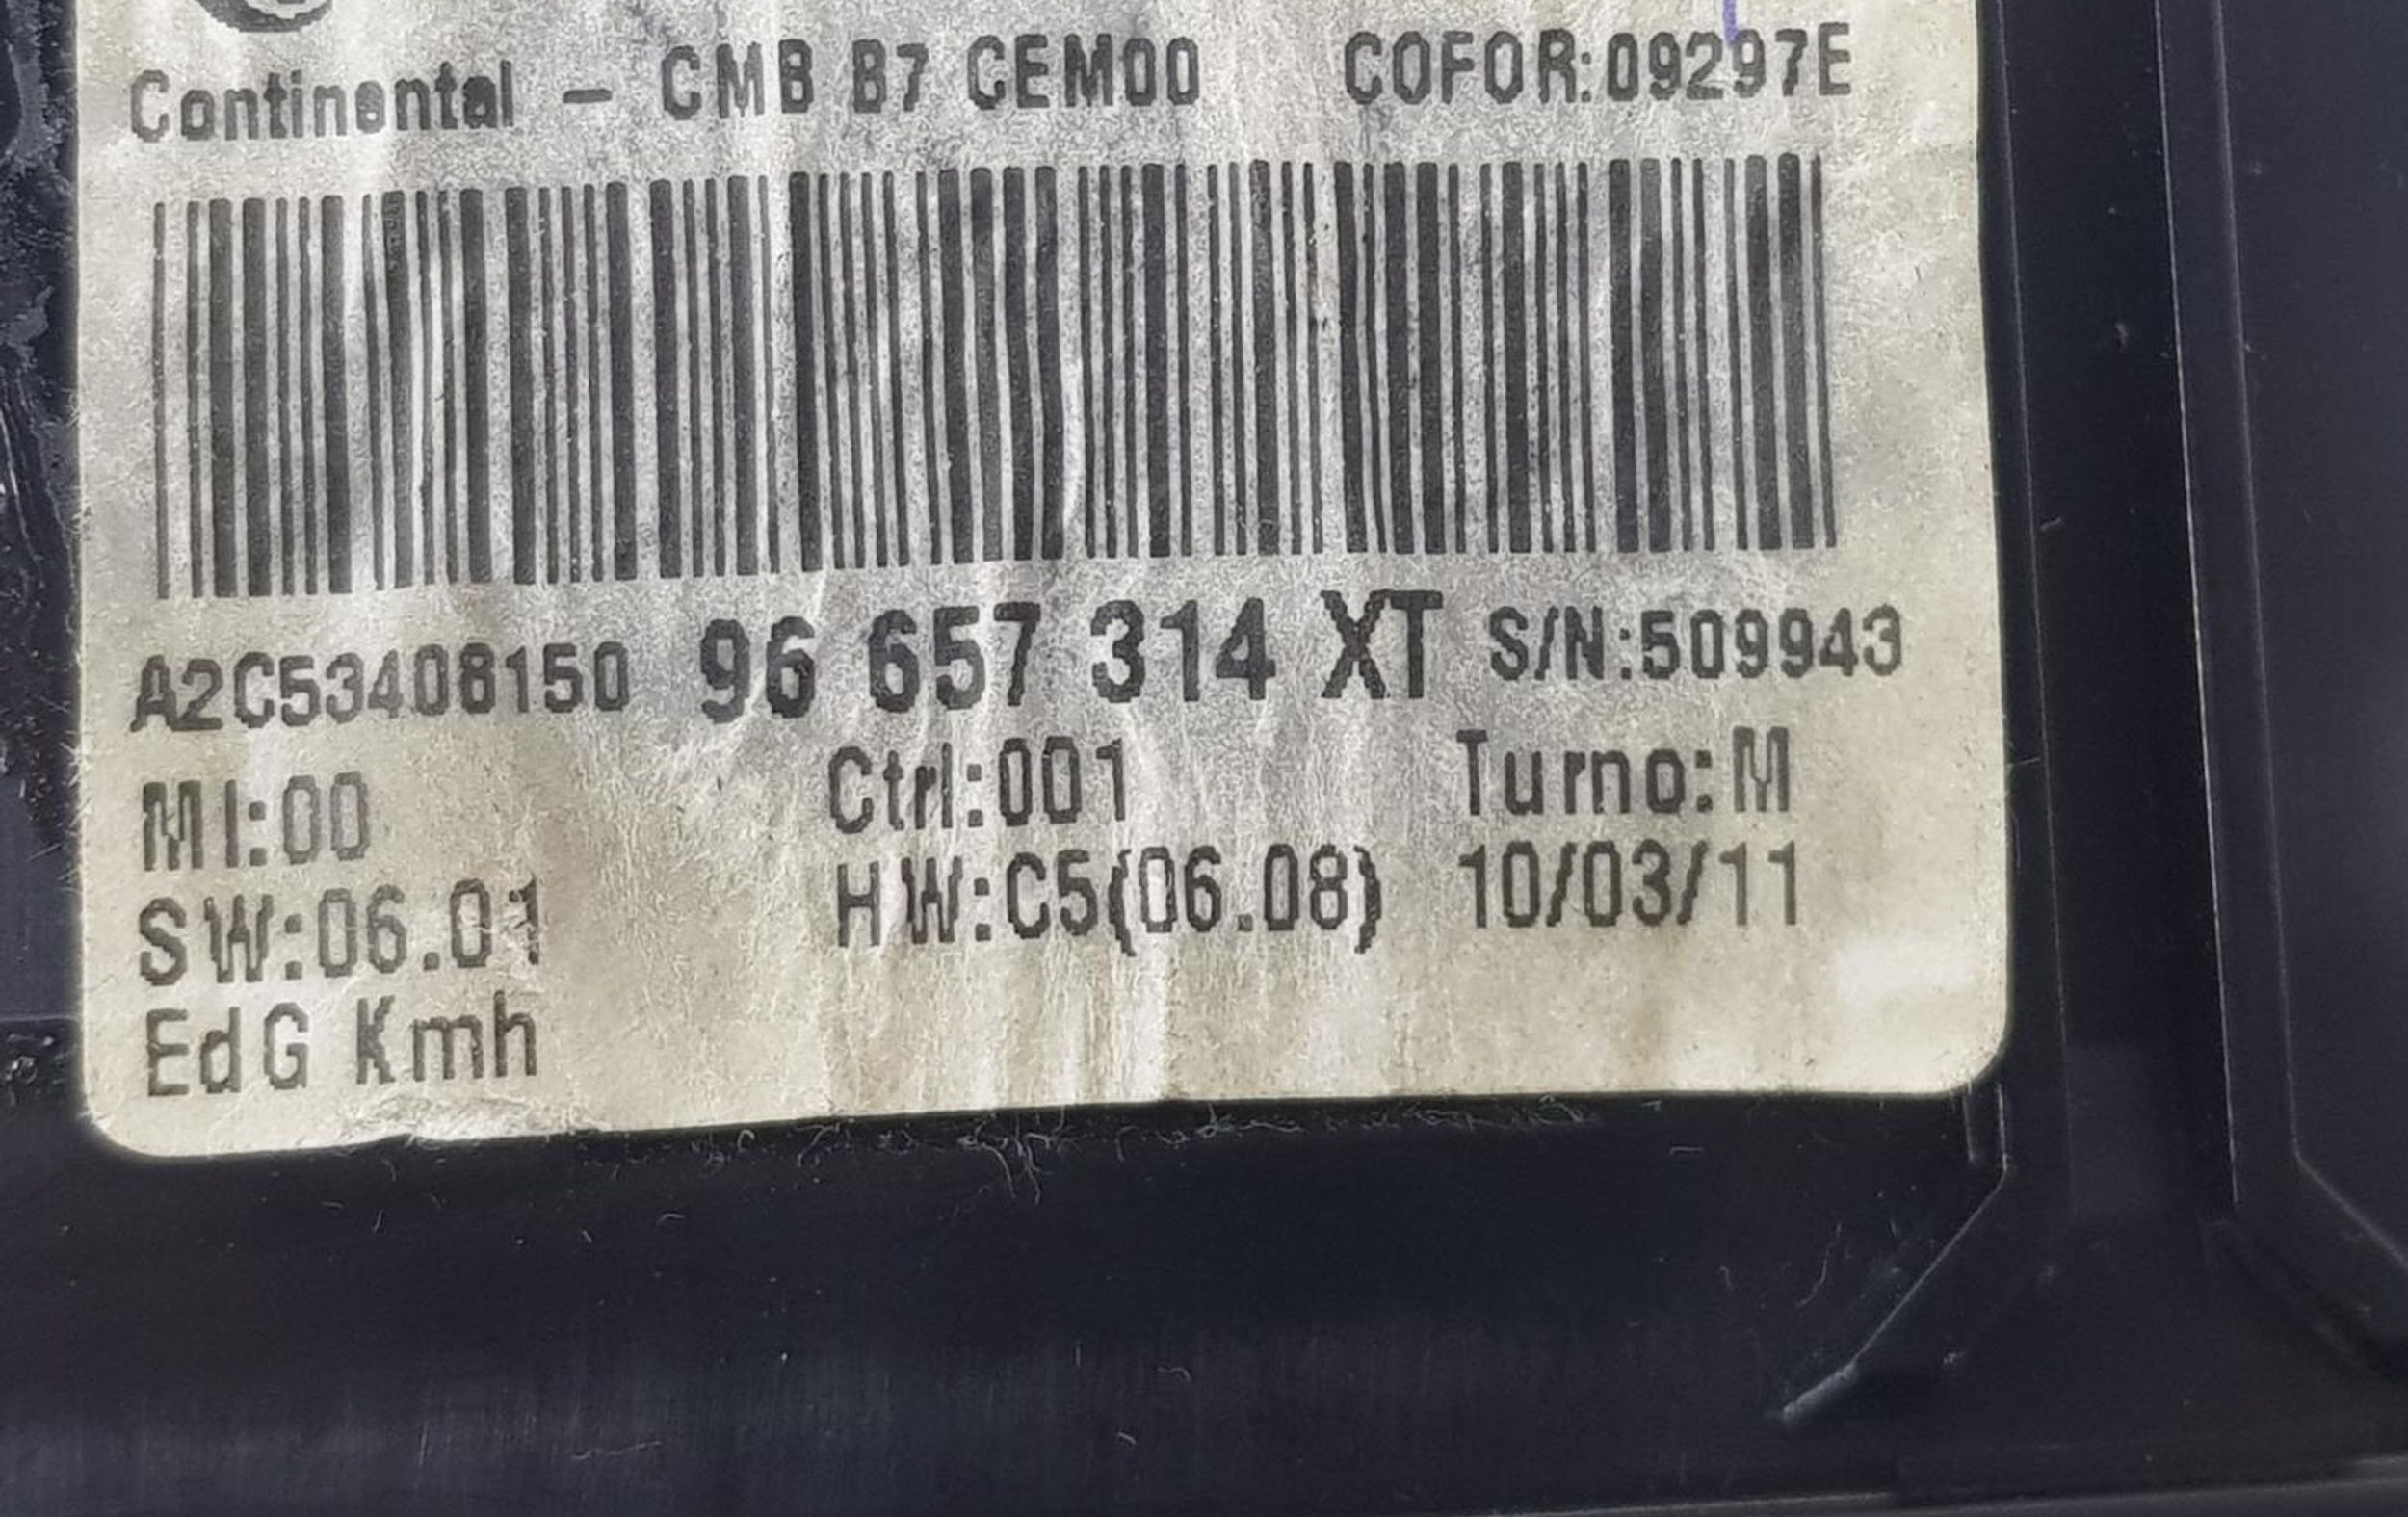 Continental - CMB B7 CEM00 COFOR:09297E
A2C53408150 96 657 314 XT S/N:509943
MI:00 Ctrl:001 Turno:M
SW:06.01 HW:C5(06.08) 10/03/11
EdG Kmh